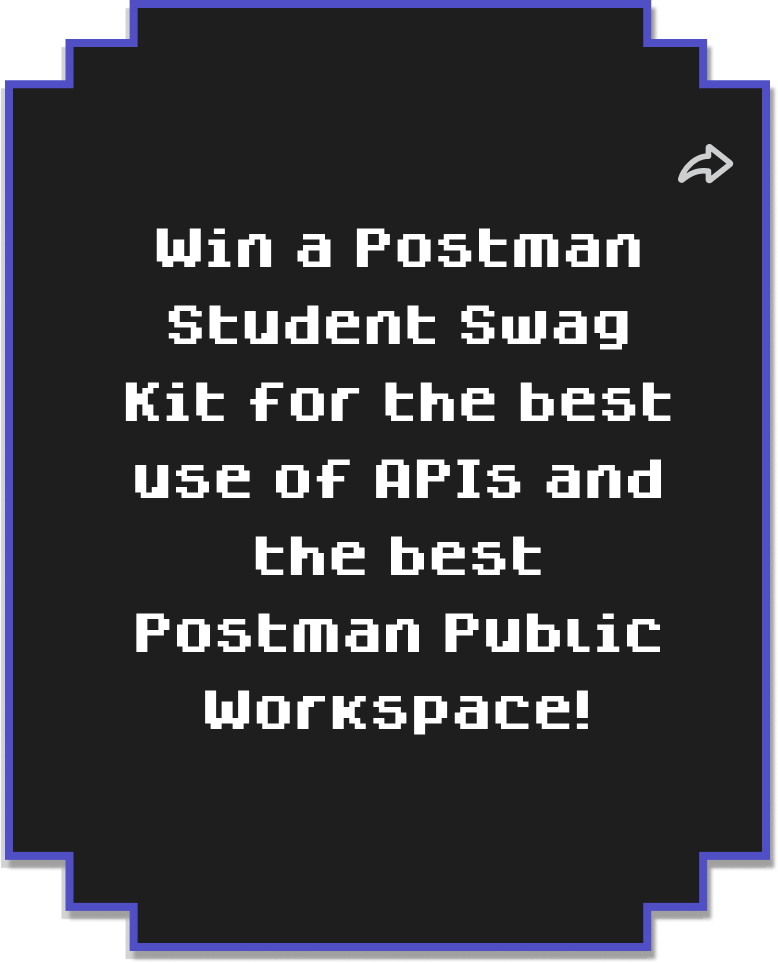 Win a Postman
Student Swag
Kit for the best
use of APIs and
the best
Postman Public
Workspace!